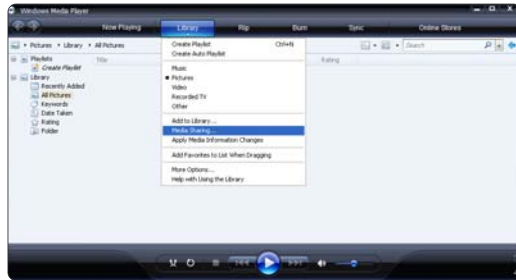 Windows Media Player
Now Playing Library Rip Burn Sync Online Stores
Pictures Library All Pictures Search
Playlists
Create Playlist
Library
Recently Added
All Pictures
Keywords
Date Taken
Rating
Folder
Title Rating
Create Playlist Ctrl+N
Create Auto Playlist
Music
Pictures
Video
Recorded TV
Other
Add to Library...
Media Sharing...
Apply Media Information Changes
Add Favorites to List When Dragging
More Options...
Help with Using the Library